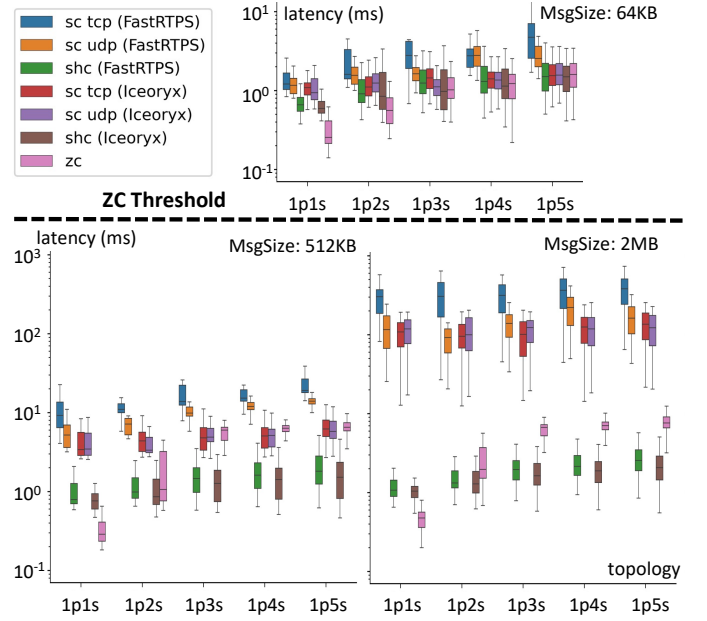 sc tcp (FastRTPS)
sc udp (FastRTPS)
shc (FastRTPS)
sc tcp (Iceoryx)
sc udp (Iceoryx)
shc (Iceoryx)
zc
latency (ms)
MsgSize: 64KB
10¹
10⁰
10⁻¹
1p1s 1p2s 1p3s 1p4s 1p5s
ZC Threshold
latency (ms)
MsgSize: 512KB
MsgSize: 2MB
10³
10²
10¹
10⁰
10⁻¹
topology
1p1s 1p2s 1p3s 1p4s 1p5s
1p1s 1p2s 1p3s 1p4s 1p5s